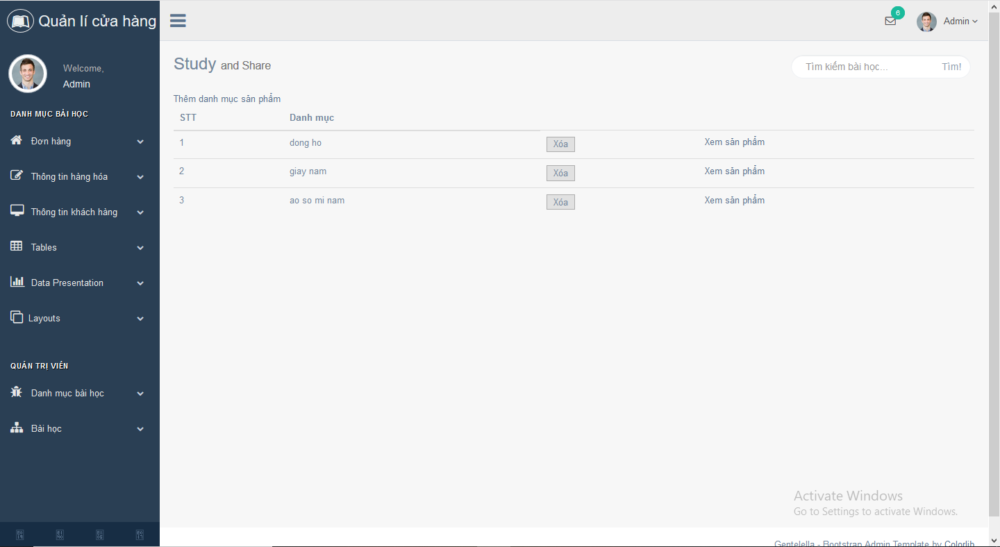 Quản lí cửa hàng
6
Admin
Welcome,
Admin
Study and Share
Tìm kiếm bài học...
Tìm!
DANH MỤC BÀI HỌC
Đơn hàng
Thông tin hàng hóa
Thông tin khách hàng
Tables
Data Presentation
Layouts
QUẢN TRỊ VIÊN
Danh mục bài học
Bài học
Thêm danh mục sản phẩm
STT Danh mục
1 dong ho Xóa Xem sản phẩm
2 giay nam Xóa Xem sản phẩm
3 ao so mi nam Xóa Xem sản phẩm
Activate Windows
Go to Settings to activate Windows.
Gentelella - Bootstrap Admin Template by Colorlib